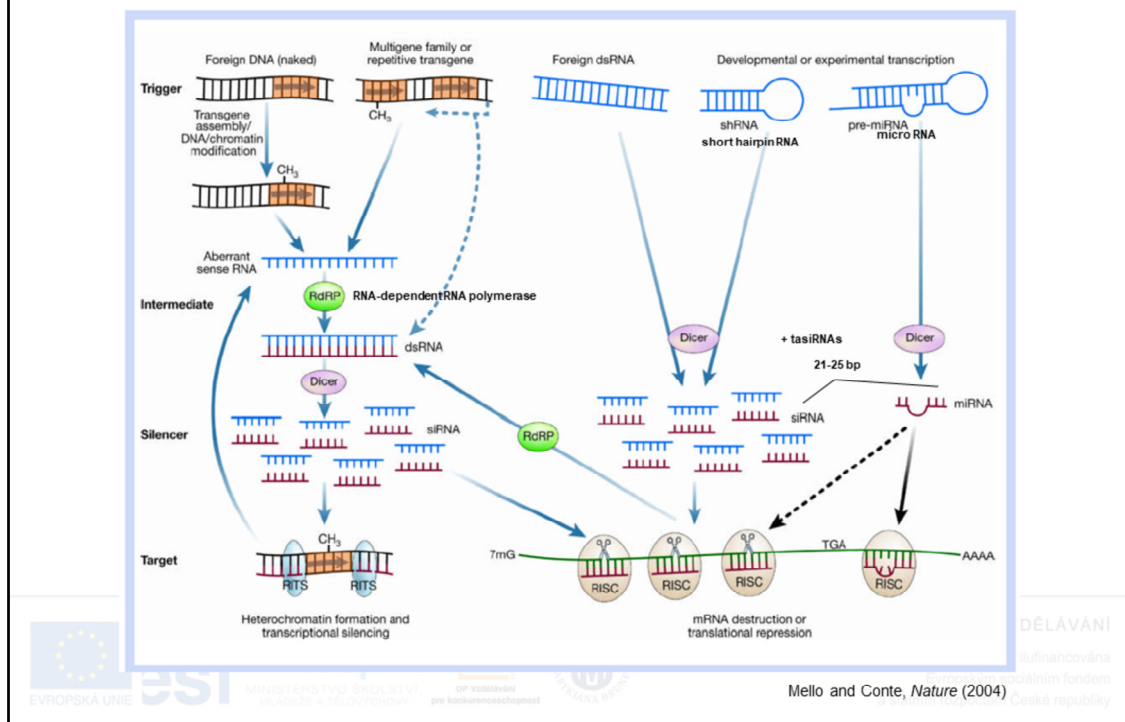 Foreign DNA (naked)
Multigene family or
repetitive transgene
Foreign dsRNA
Developmental or experimental transcription
Trigger
CH3
Transgene
assembly/
DNA/chromatin
modification
CH3
shRNA
short hairpin RNA
pre-miRNA
micro RNA
Aberrant
sense RNA
Intermediate
RdRP
RNA-dependentRNA polymerase
dsRNA
Dicer
Dicer
+ tasiRNAs
Dicer
21-25 bp
siRNA
siRNA
miRNA
Silencer
RdRP
Target
CH3
RITS
RITS
7mG
RISC
RISC
RISC
TGA
RISC
AAAA
Heterochromatin formation and
transcriptional silencing
mRNA destruction or
translational repression
Mello and Conte, Nature (2004)
EVROPSKÁ UNIE
esf
MINISTERSTVO ŠKOLSTVÍ,
MLÁDEŽE A TĚLOVÝCHOVY
OP Vzdělávání
pro konkurenceschopnost
DĚLÁVÁNÍ
lufinancována
Evropským sociálním fondem
a státním rozpočtem České republiky